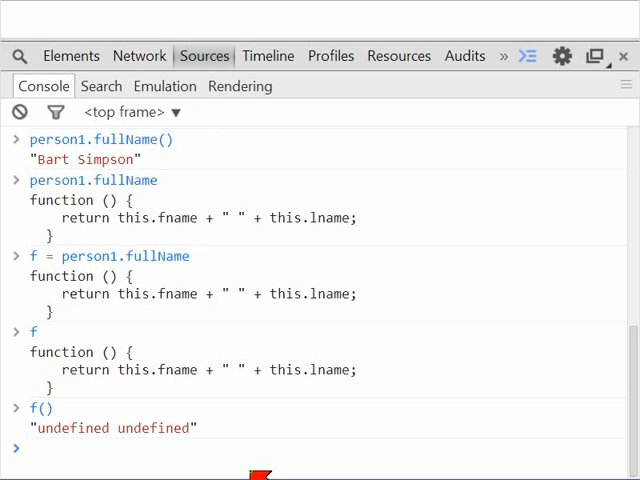 Elements Network Sources Timeline Profiles Resources Audits »
Console Search Emulation Rendering
<top frame> ▼
> person1.fullName()
"Bart Simpson"
> person1.fullName
function () {
return this.fname + " " + this.lname;
}
> f = person1.fullName
function () {
return this.fname + " " + this.lname;
}
> f
function () {
return this.fname + " " + this.lname;
}
> f()
"undefined undefined"
>